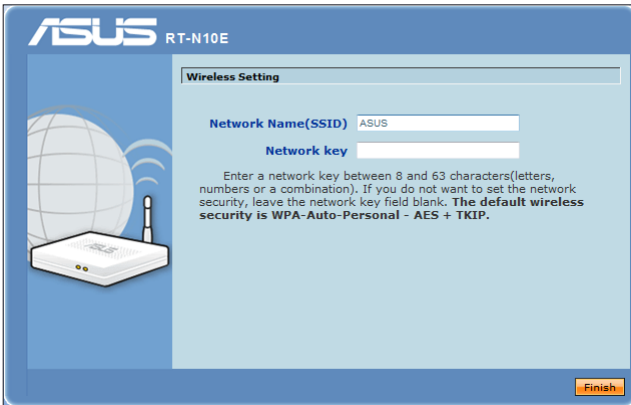 ASUS RT-N10E
Wireless Setting
Network Name(SSID) ASUS
Network key
Enter a network key between 8 and 63 characters(letters,
numbers or a combination). If you do not want to set the network
security, leave the network key field blank. The default wireless
security is WPA-Auto-Personal - AES + TKIP.
ASUS
Finish